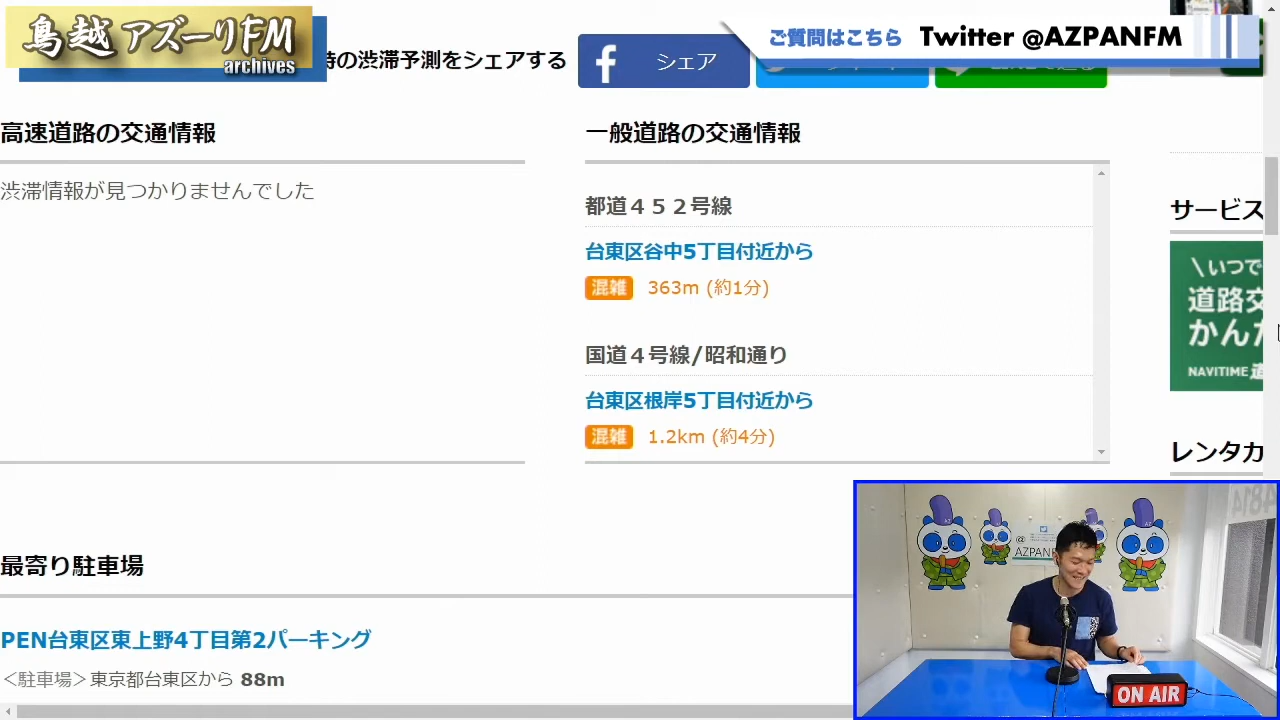 鳥越アズーリFM
archives
時の渋滞予測をシェアする
シェア
ご質問はこちら Twitter @AZPANFM
高速道路の交通情報
渋滞情報が見つかりませんでした
一般道路の交通情報
都道４５２号線
台東区谷中5丁目付近から
混雑 363m (約1分)
国道４号線/昭和通り
台東区根岸5丁目付近から
混雑 1.2km (約4分)
サービス
\いつで
道路交
かんた
NAVITIME 道
レンタカ
最寄り駐車場
PEN台東区東上野4丁目第2パーキング
＜駐車場＞東京都台東区から 88m
@
AZPANF
ON AIR